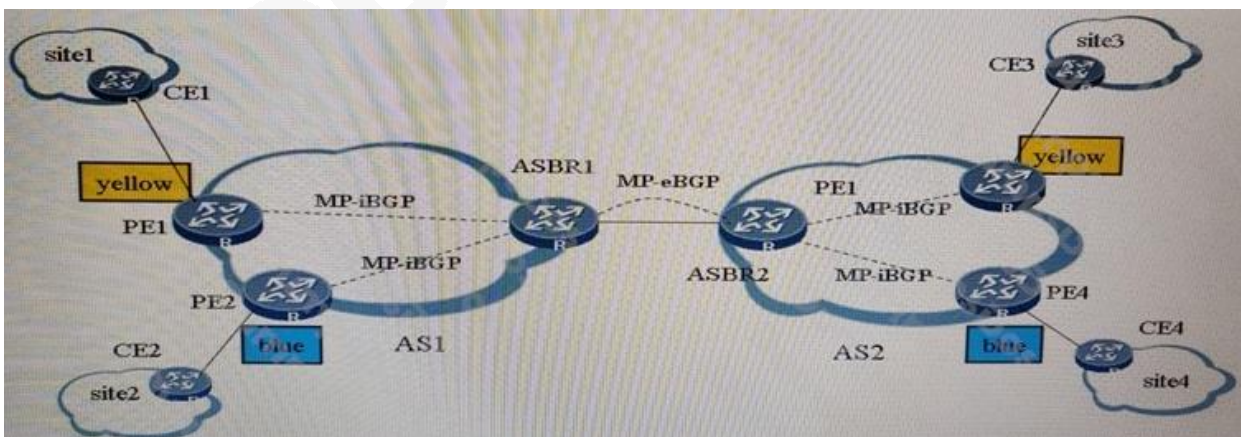 site1
CE1
yellow
PE1
MP-iBGP
MP-iBGP
PE2
blue
CE2
site2
AS1
ASBR1
MP-eBGP
ASBR2
PE1
MP-iBGP
MP-iBGP
AS2
site3
CE3
yellow
PE4
blue
CE4
site4
R
R
R
R
R
R